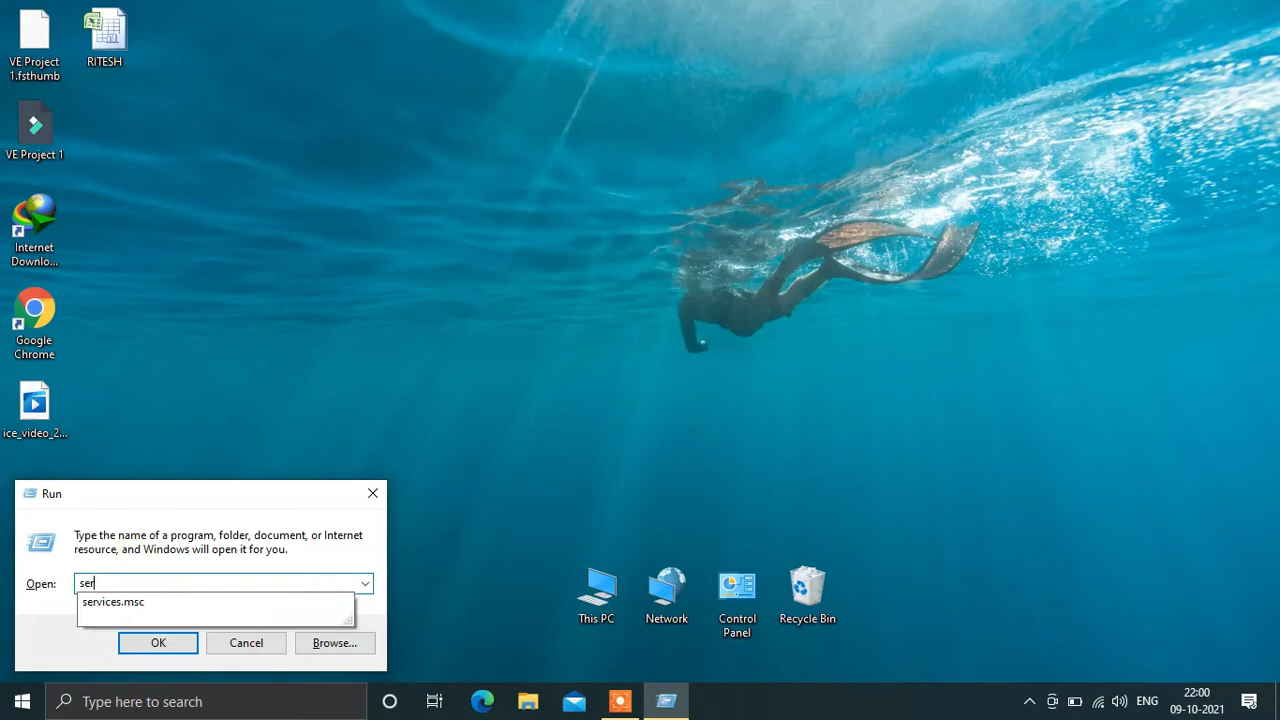 VE Project
1.fsthumb
RITESH
VE Project 1
Internet
Downlo...
Google
Chrome
ice_video_2...
Run
Type the name of a program, folder, document, or Internet
resource, and Windows will open it for you.
Open:
ser
services.msc
OK
Cancel
Browse...
This PC
Network
Control
Panel
Recycle Bin
Type here to search
ENG
22:00
09-10-2021